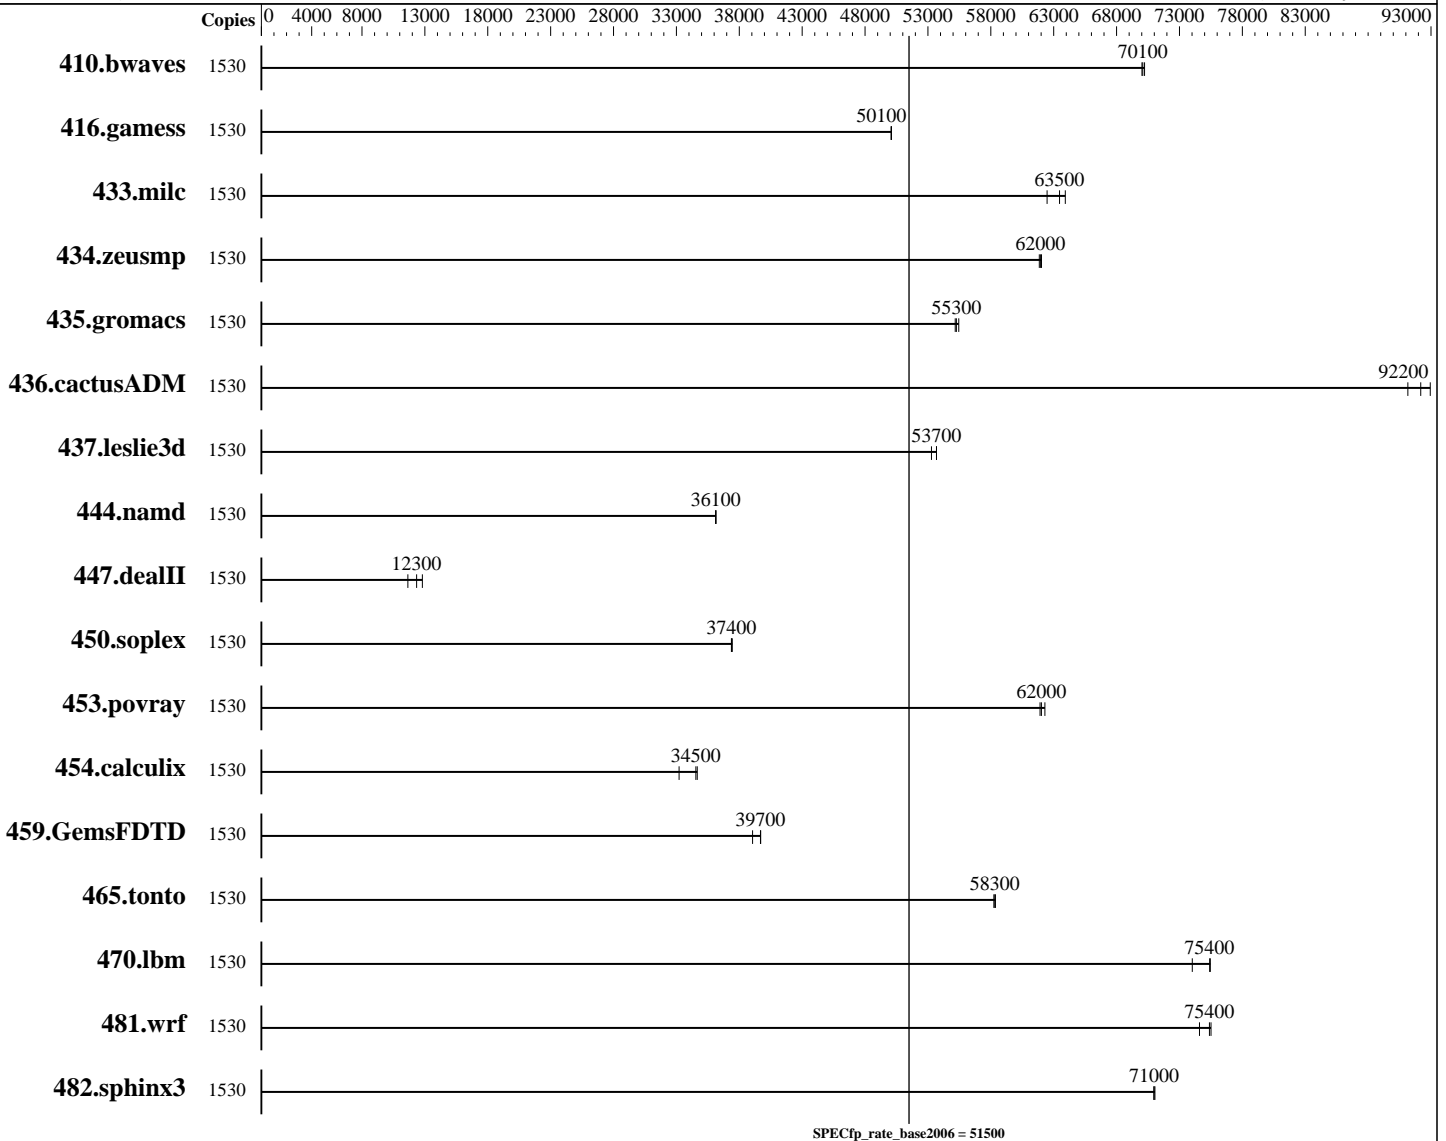 Copies 0 4000 8000 13000 18000 23000 28000 33000 38000 43000 48000 53000 58000 63000 68000 73000 78000 83000 93000
70100
410.bwaves 1530
50100
416.gamess 1530
63500
433.milc 1530
62000
434.zeusmp 1530
55300
435.gromacs 1530
92200
436.cactusADM 1530
53700
437.leslie3d 1530
36100
444.namd 1530
12300
447.dealII 1530
37400
450.soplex 1530
62000
453.povray 1530
34500
454.calculix 1530
39700
459.GemsFDTD 1530
58300
465.tonto 1530
75400
470.lbm 1530
75400
481.wrf 1530
71000
482.sphinx3 1530
SPECfp_rate_base2006 = 51500